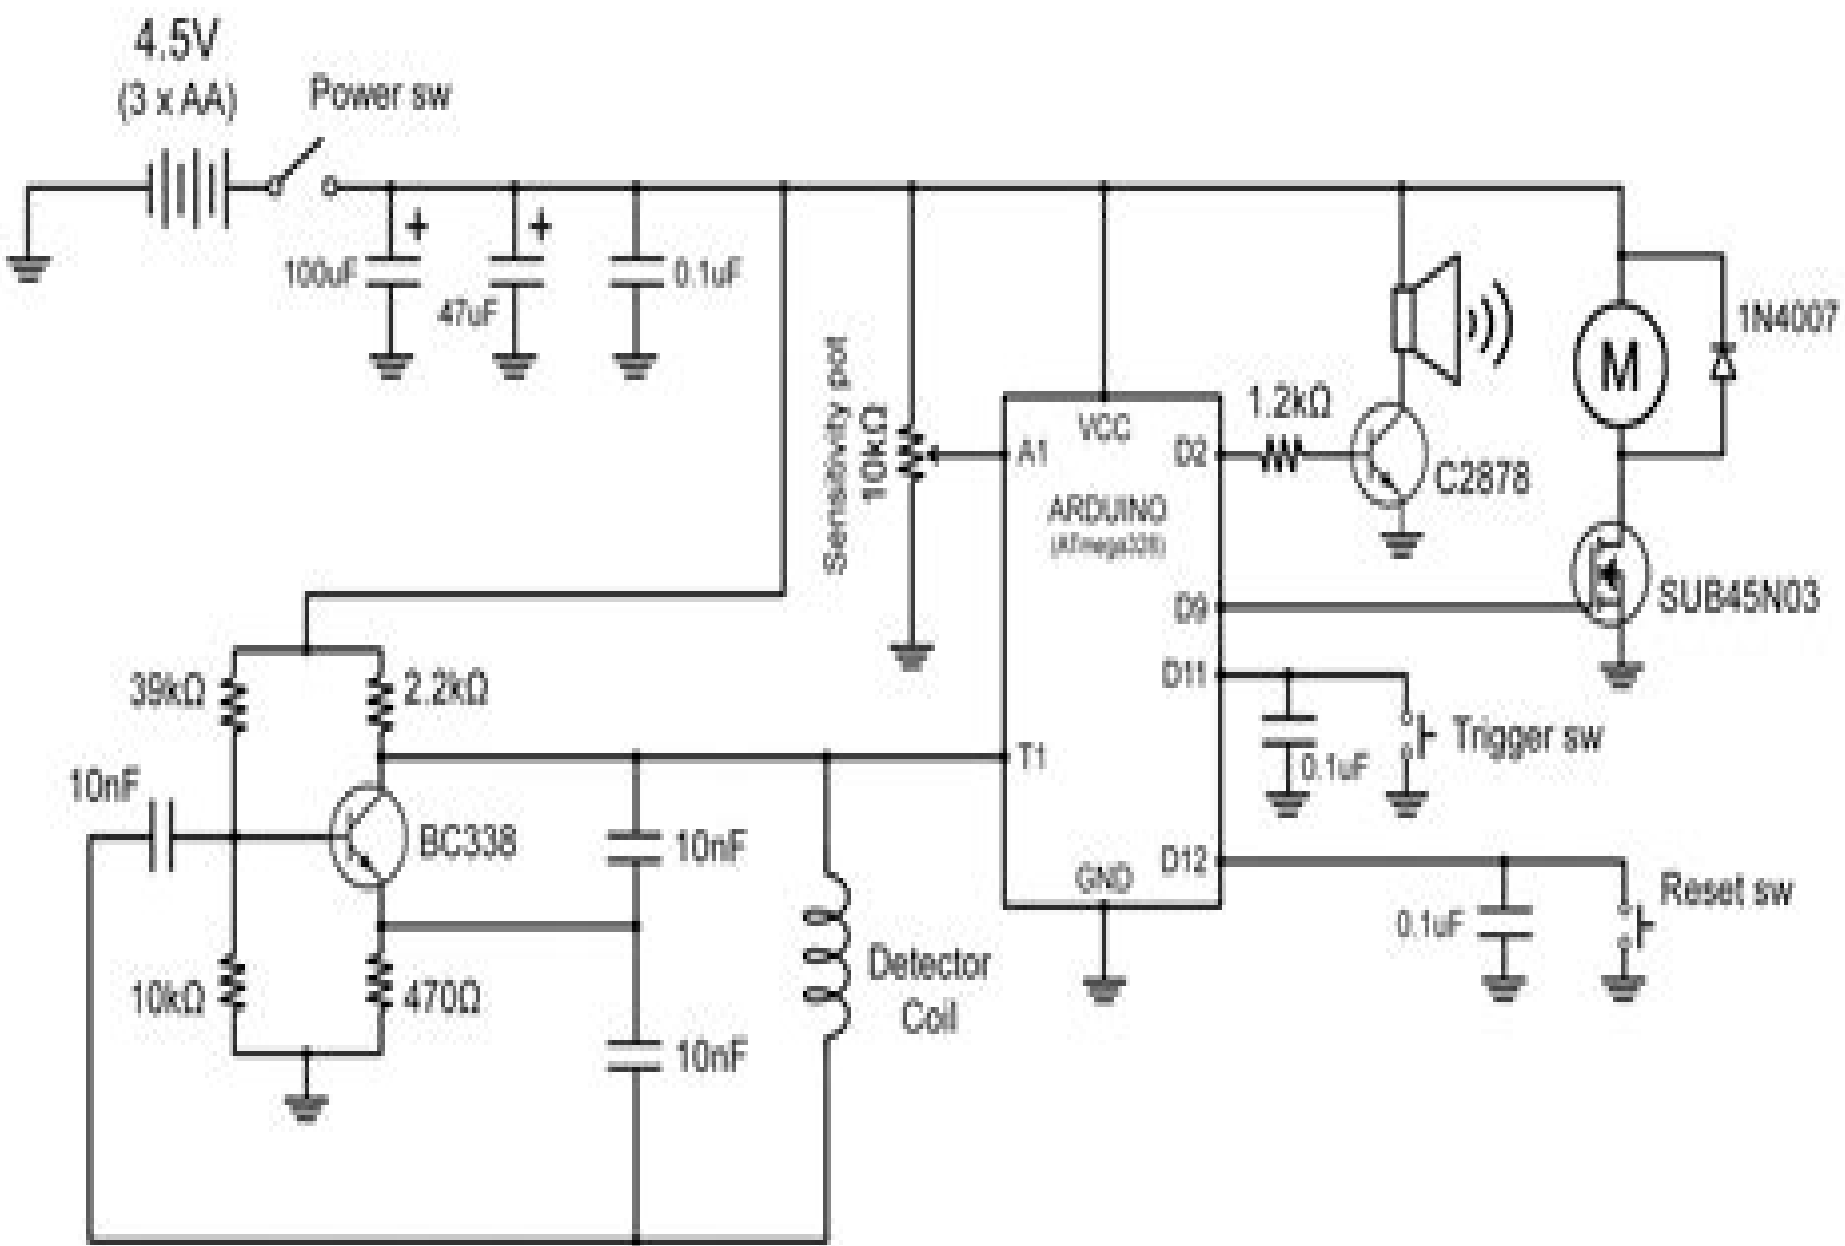 4.5V
(3 x AA)
Power sw
100uF
47uF
0.1uF
Sensitivity pot
10kΩ
VCC
A1
D2
ARDUINO
(ATmega328)
D9
D11
T1
D12
GND
1.2kΩ
C2878
M
1N4007
SUB45N03
Trigger sw
0.1uF
Reset sw
0.1uF
39kΩ
2.2kΩ
10nF
BC338
10nF
10kΩ
470Ω
10nF
Detector
Coil